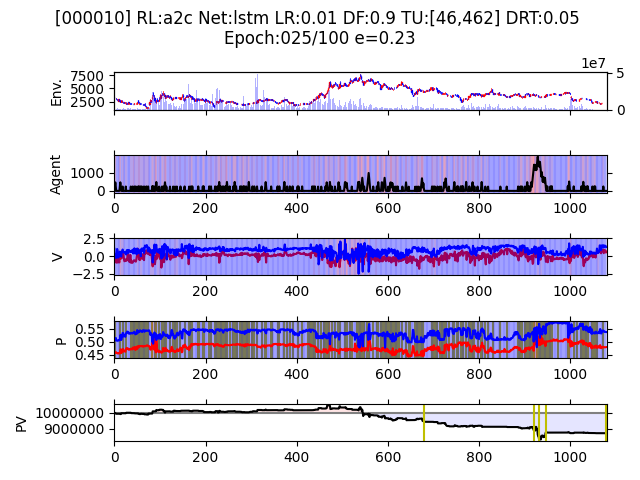 [000010] RL:a2c Net:lstm LR:0.01 DF:0.9 TU:[46,462] DRT:0.05
Epoch:025/100 e=0.23
1e7
7500
5000
2500
Env.
5
0
1000
0
Agent
0 200 400 600 800 1000
2.5
0.0
−2.5
V
0 200 400 600 800 1000
0.55
0.50
0.45
P
0 200 400 600 800 1000
10000000
9000000
PV
0 200 400 600 800 1000